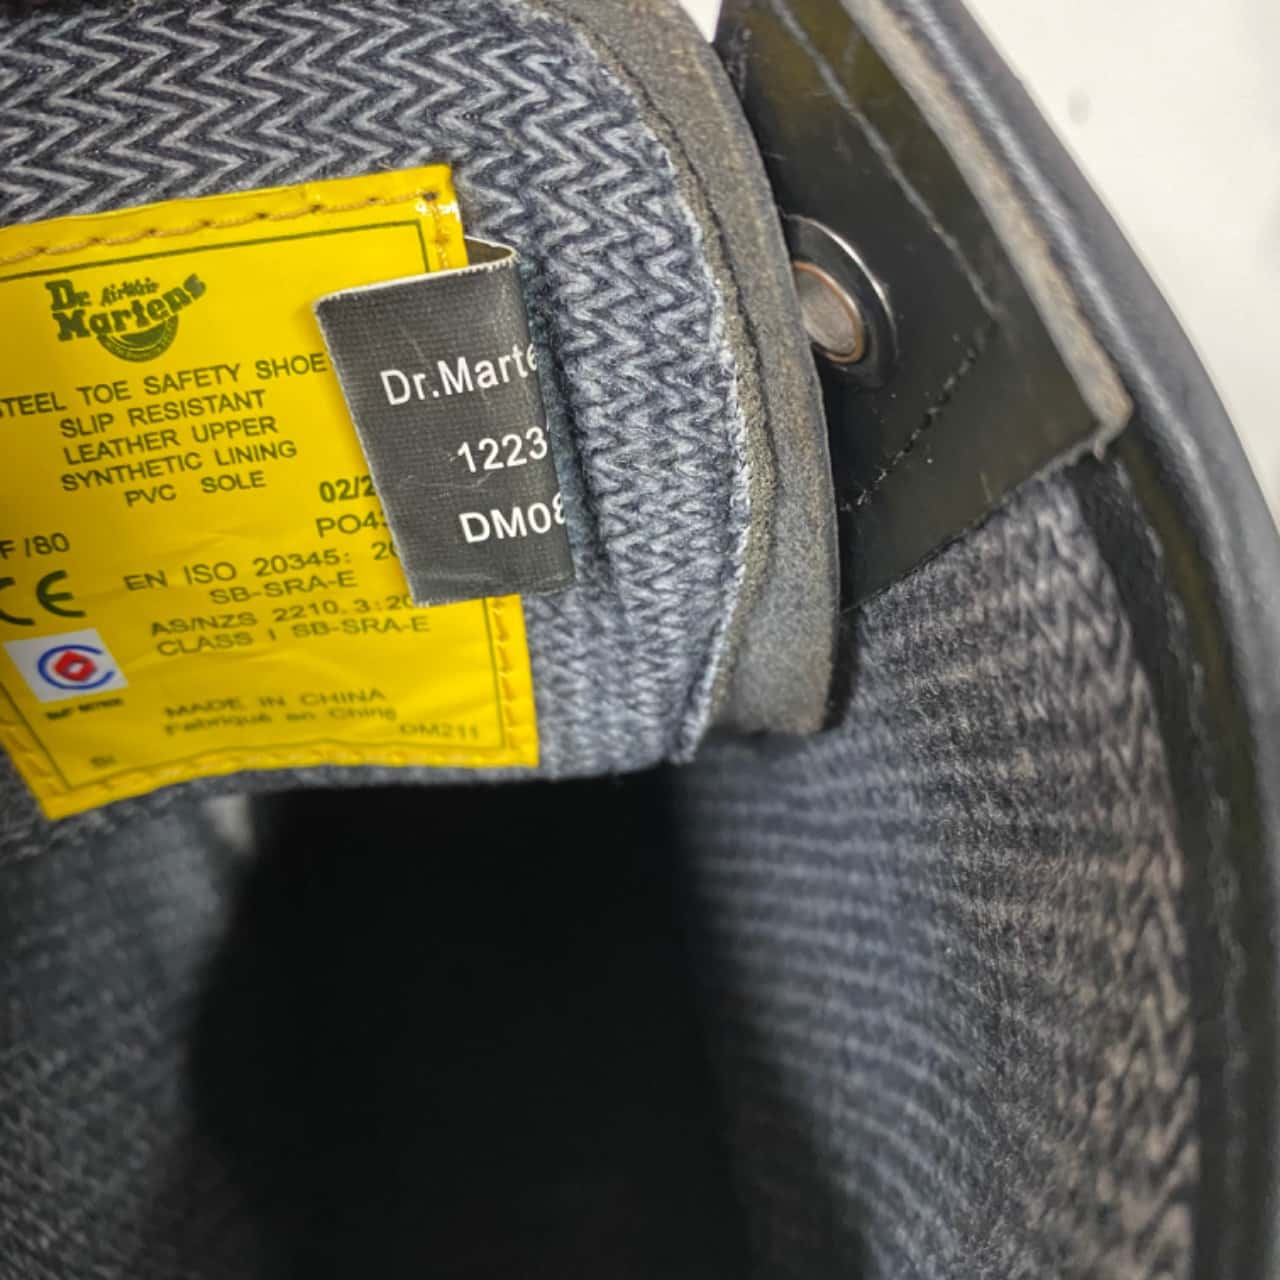 Dr. AirWair
Martens
STEEL TOE SAFETY SHOE
SLIP RESISTANT
LEATHER UPPER
SYNTHETIC LINING
PVC SOLE
02/2
PO4
F /80
CE
EN ISO 20345: 20
SB-SRA-E
AS/NZS 2210.3:20
CLASS I SB-SRA-E
MADE IN CHINA
Fabriqué en Chine
DM211
SI
Dr.Marte
1223
DM08